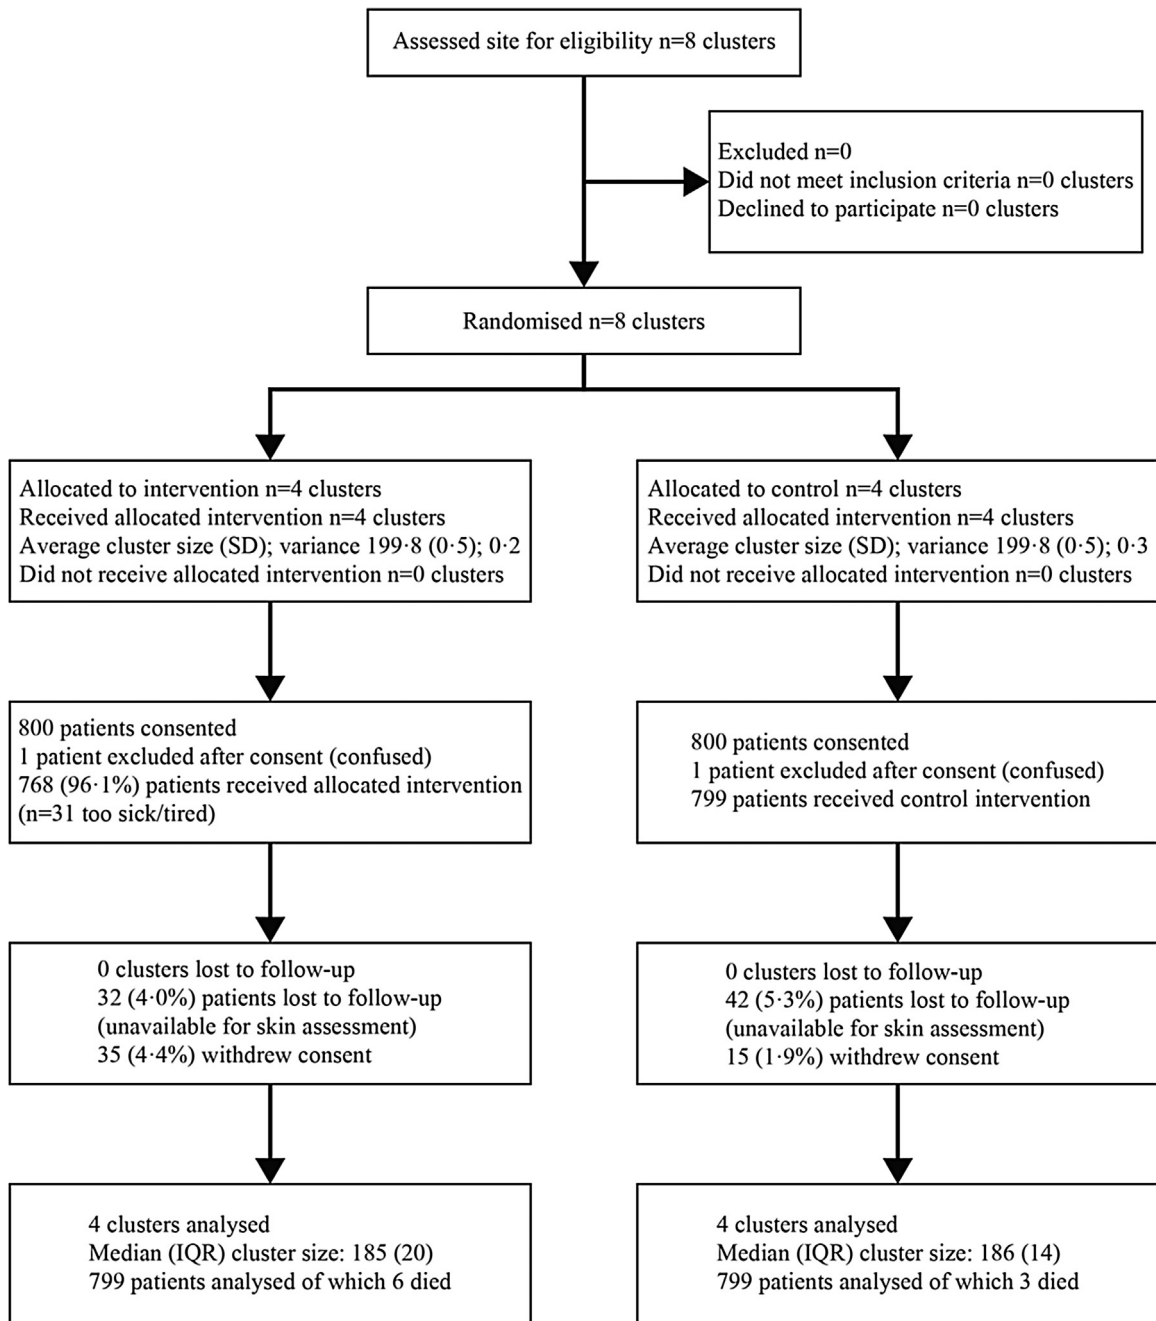 Assessed site for eligibility n=8 clusters
Excluded n=0
Did not meet inclusion criteria n=0 clusters
Declined to participate n=0 clusters
Randomised n=8 clusters
Allocated to intervention n=4 clusters
Received allocated intervention n=4 clusters
Average cluster size (SD); variance 199·8 (0·5); 0·2
Did not receive allocated intervention n=0 clusters
Allocated to control n=4 clusters
Received allocated intervention n=4 clusters
Average cluster size (SD); variance 199·8 (0·5); 0·3
Did not receive allocated intervention n=0 clusters
800 patients consented
1 patient excluded after consent (confused)
768 (96·1%) patients received allocated intervention
(n=31 too sick/tired)
800 patients consented
1 patient excluded after consent (confused)
799 patients received control intervention
0 clusters lost to follow-up
32 (4·0%) patients lost to follow-up
(unavailable for skin assessment)
35 (4·4%) withdrew consent
0 clusters lost to follow-up
42 (5·3%) patients lost to follow-up
(unavailable for skin assessment)
15 (1·9%) withdrew consent
4 clusters analysed
Median (IQR) cluster size: 185 (20)
799 patients analysed of which 6 died
4 clusters analysed
Median (IQR) cluster size: 186 (14)
799 patients analysed of which 3 died